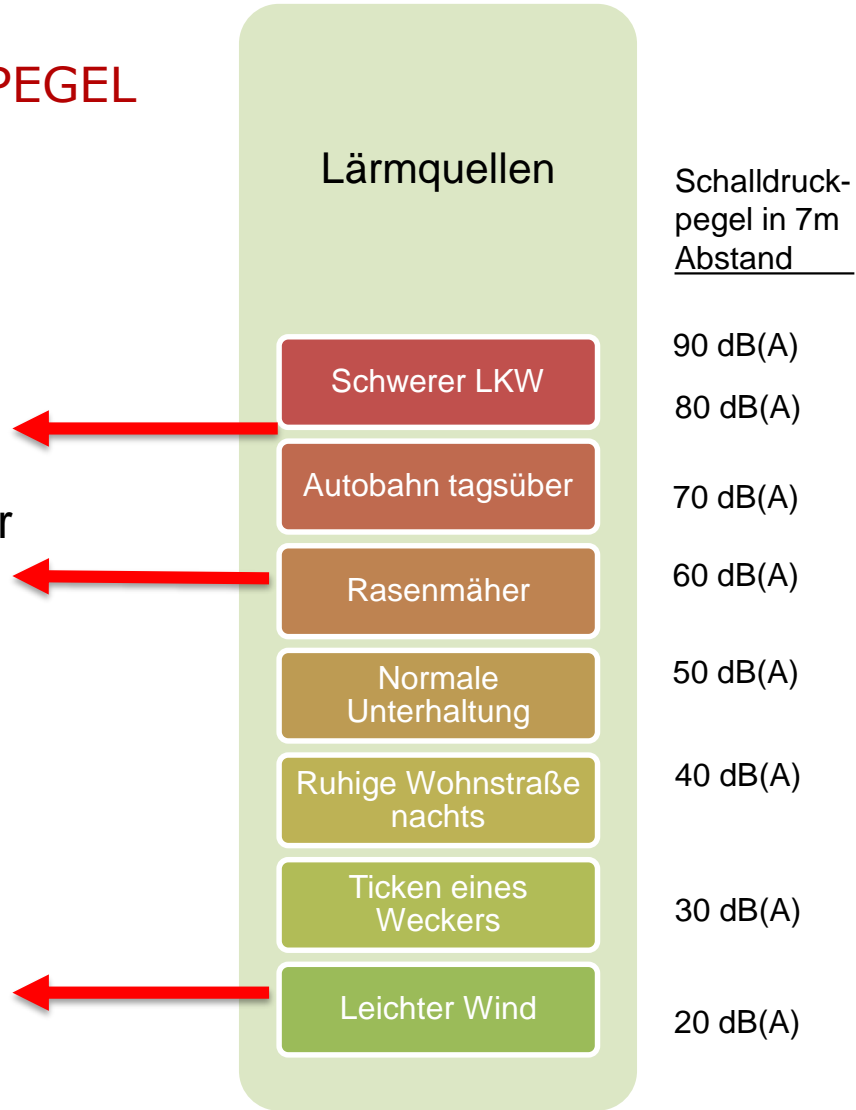 PEGEL
Lärmquellen
Schalldruck-
pegel in 7m
Abstand
90 dB(A)
Schwerer LKW
80 dB(A)
Autobahn tagsüber
70 dB(A)
r
Rasenmäher
60 dB(A)
Normale
Unterhaltung
50 dB(A)
Ruhige Wohnstraße
nachts
40 dB(A)
Ticken eines
Weckers
30 dB(A)
Leichter Wind
20 dB(A)